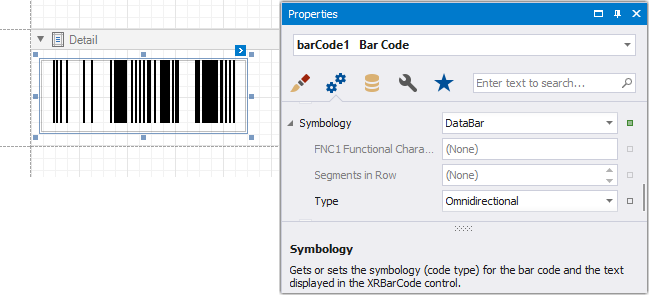 Detail
Properties
barCode1 Bar Code
Enter text to search...
Symbology DataBar
FNC1 Functional Chara... (None)
Segments in Row (None)
Type Omnidirectional
Symbology
Gets or sets the symbology (code type) for the bar code and the text
displayed in the XRBarCode control.